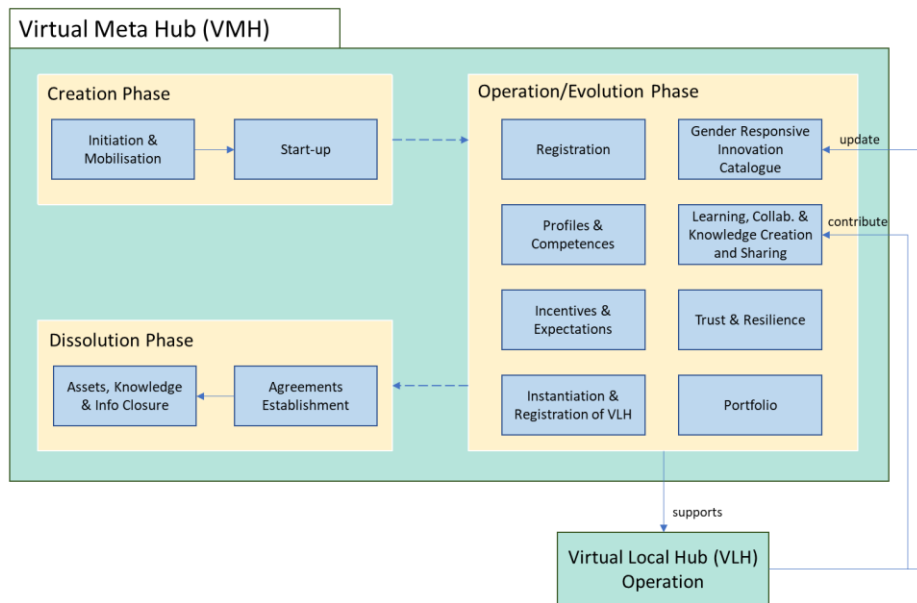 Virtual Meta Hub (VMH)
Creation Phase
Initiation &
Mobilisation
Start-up
Operation/Evolution Phase
Registration
Gender Responsive
Innovation
Catalogue
update
Profiles &
Competences
Learning, Collab. &
Knowledge Creation
and Sharing
contribute
Incentives &
Expectations
Trust & Resilience
Instantiation &
Registration of VLH
Portfolio
Dissolution Phase
Assets, Knowledge
& Info Closure
Agreements
Establishment
supports
Virtual Local Hub (VLH)
Operation